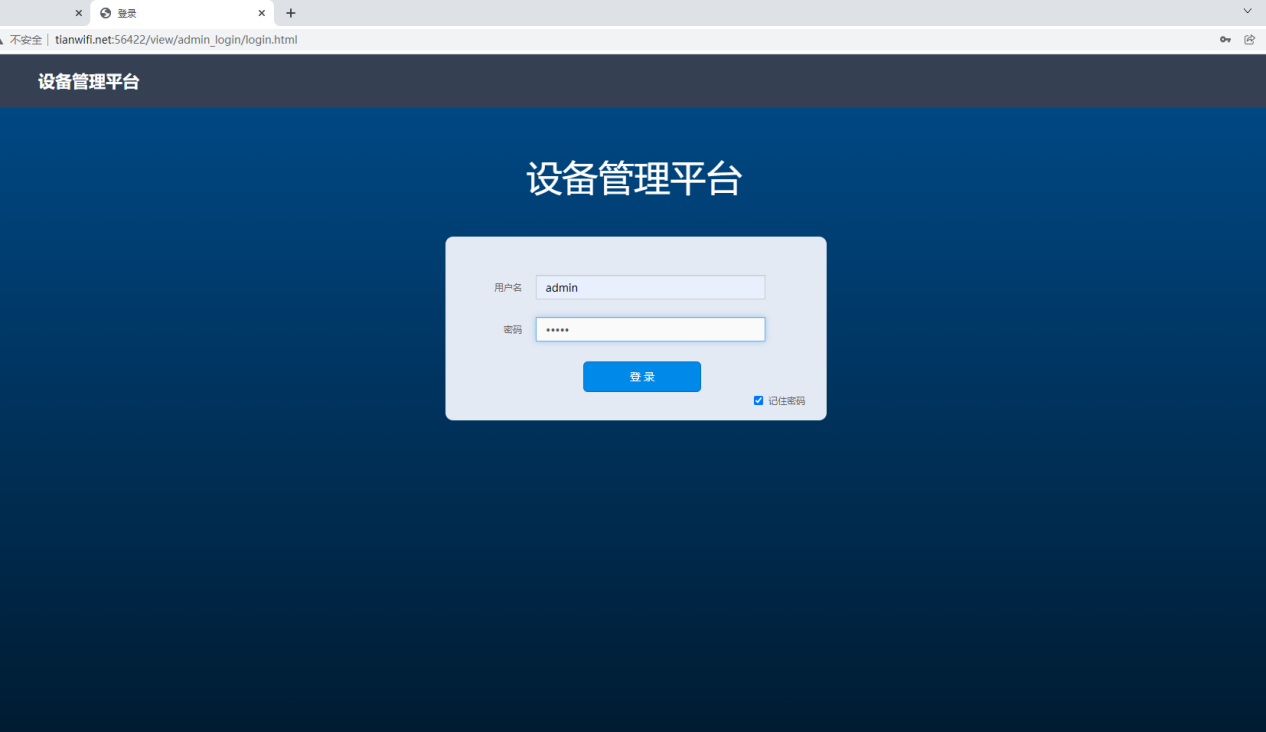 登录
不安全 | tianwifi.net:56422/view/admin_login/login.html
设备管理平台
设备管理平台
用户名 admin
密码 •••••
登 录
记住密码